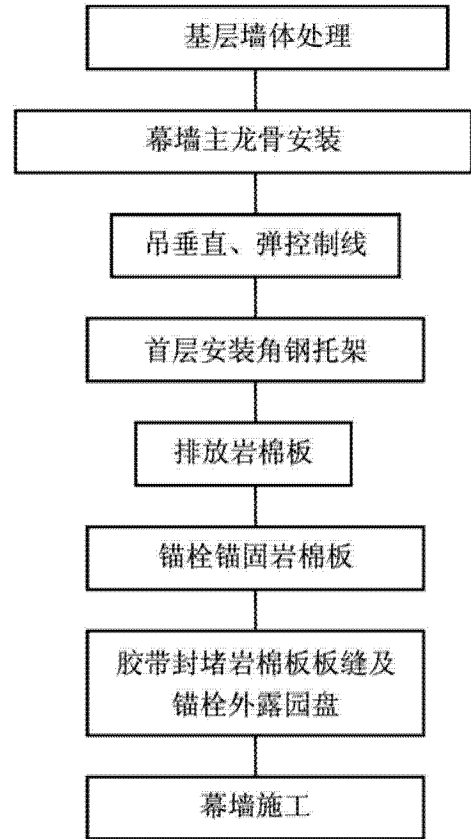 基层墙体处理
幕墙主龙骨安装
吊垂直、弹控制线
首层安装角钢托架
排放岩棉板
锚栓锚固岩棉板
胶带封堵岩棉板板缝及
锚栓外露园盘
幕墙施工